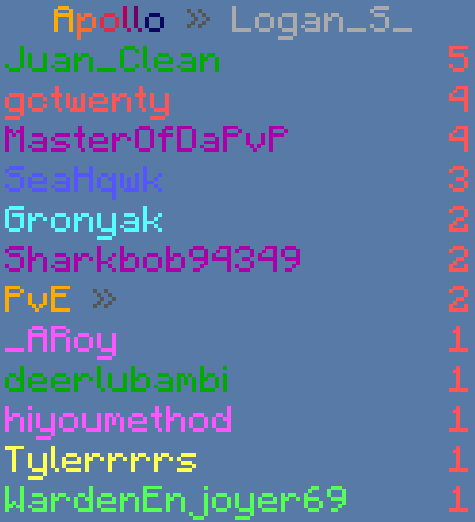 Apollo » Logan_S_
Juan_Clean 5
gotwenty 4
MasterOfDaPvP 4
SeaHqwk 3
Gronyak 2
Sharkbob94349 2
PvE » 2
_ARoy 1
deerlubambi 1
hiyoumethod 1
Tylerrrrs 1
WardenEnjoyer69 1